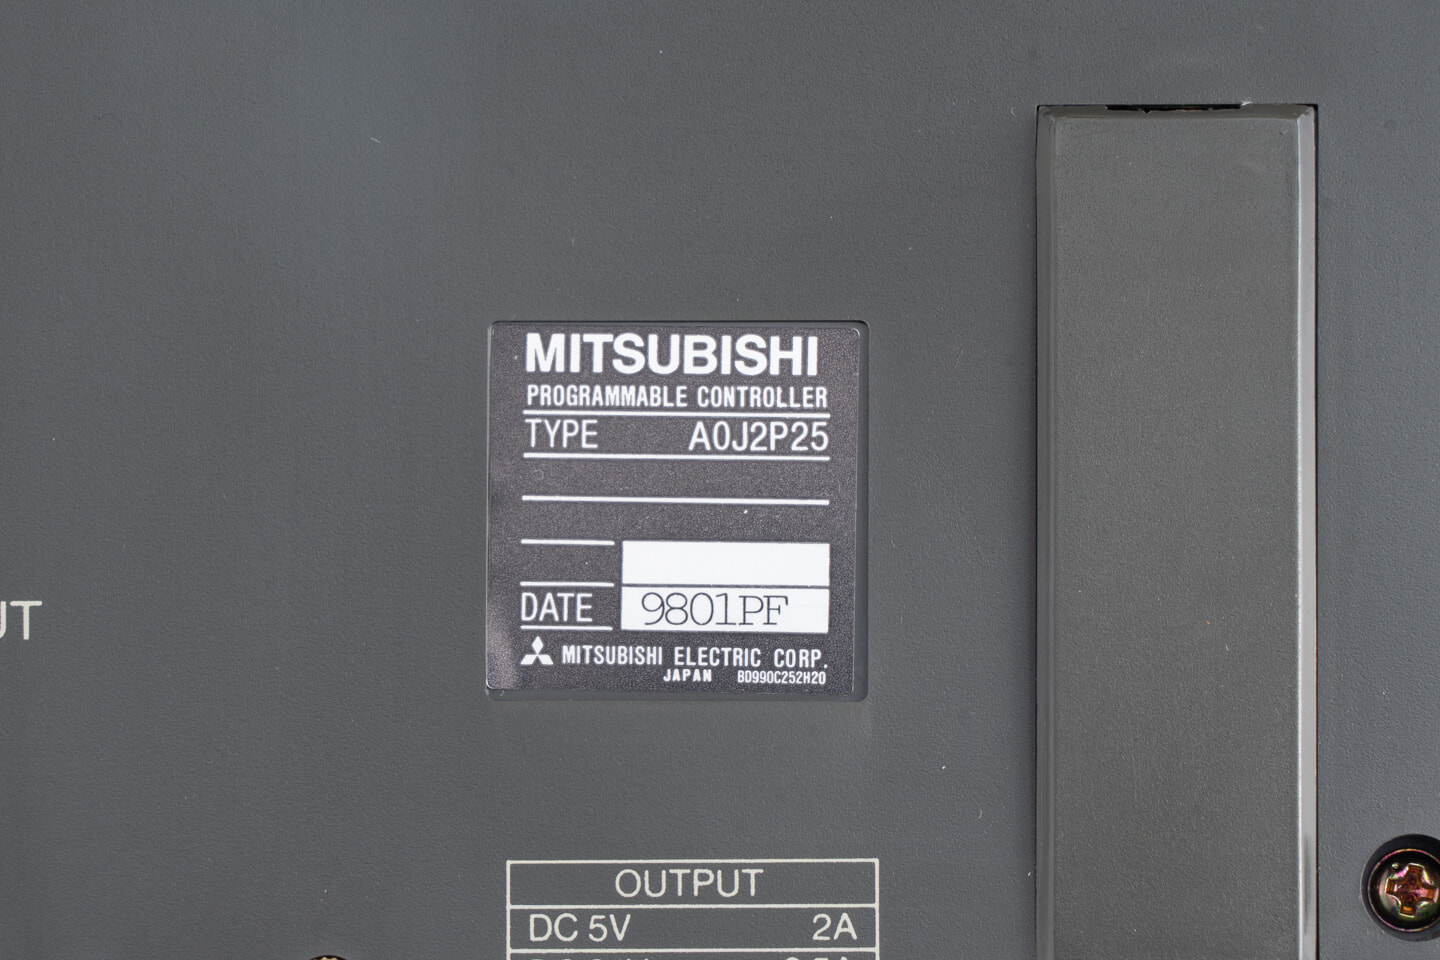 MITSUBISHI
PROGRAMMABLE CONTROLLER
TYPE A0J2P25
DATE 9801PF
MITSUBISHI ELECTRIC CORP.
JAPAN BD990C252H20
UT
OUTPUT
DC 5V 2A